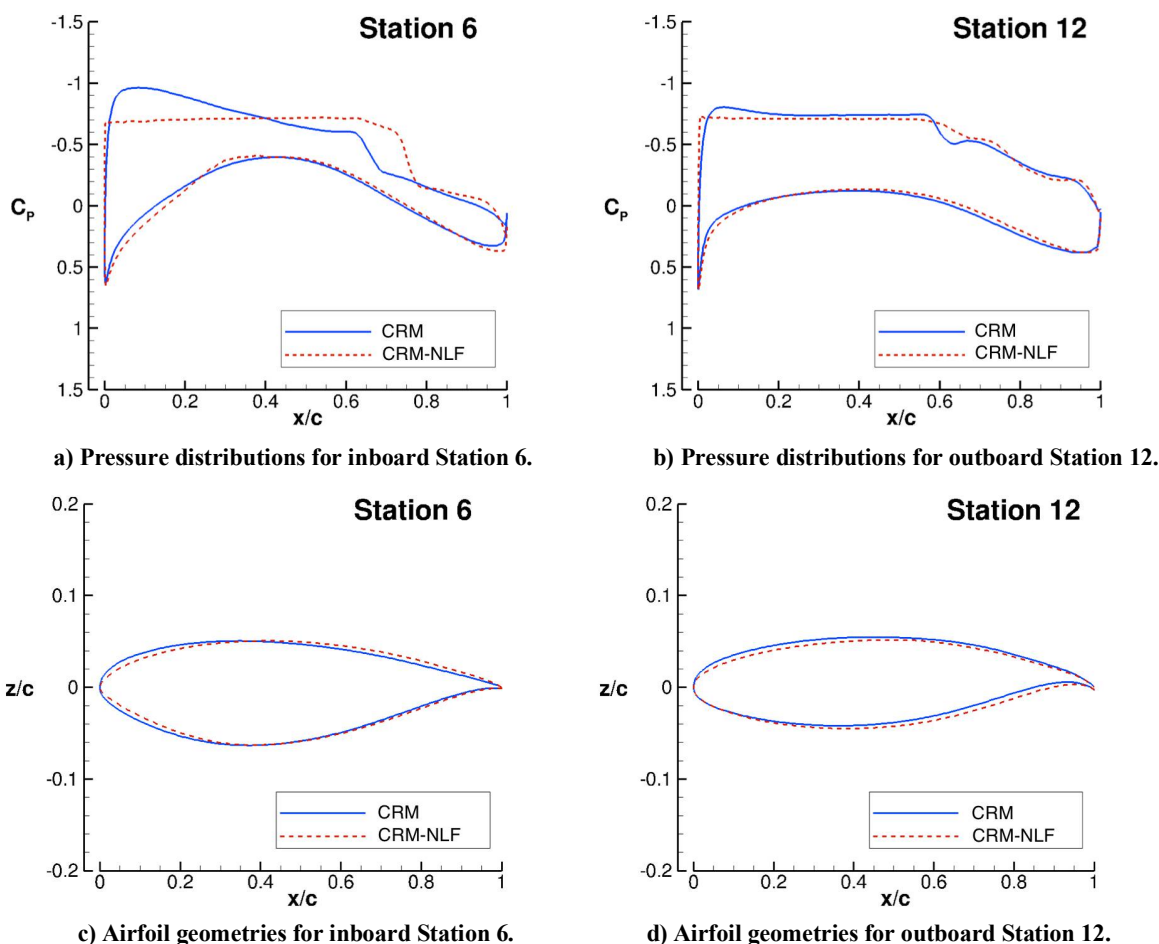 Station 6
-1.5
-1
-0.5
0
0.5
1
1.5
CP
CRM
CRM-NLF
0 0.2 0.4 0.6 0.8 1
x/c
a) Pressure distributions for inboard Station 6.
Station 12
-1.5
-1
-0.5
0
0.5
1
1.5
CP
CRM
CRM-NLF
0 0.2 0.4 0.6 0.8 1
x/c
b) Pressure distributions for outboard Station 12.
Station 6
0.2
0.1
0
-0.1
-0.2
z/c
CRM
CRM-NLF
0 0.2 0.4 0.6 0.8 1
x/c
c) Airfoil geometries for inboard Station 6.
Station 12
0.2
0.1
0
-0.1
-0.2
z/c
CRM
CRM-NLF
0 0.2 0.4 0.6 0.8 1
x/c
d) Airfoil geometries for outboard Station 12.